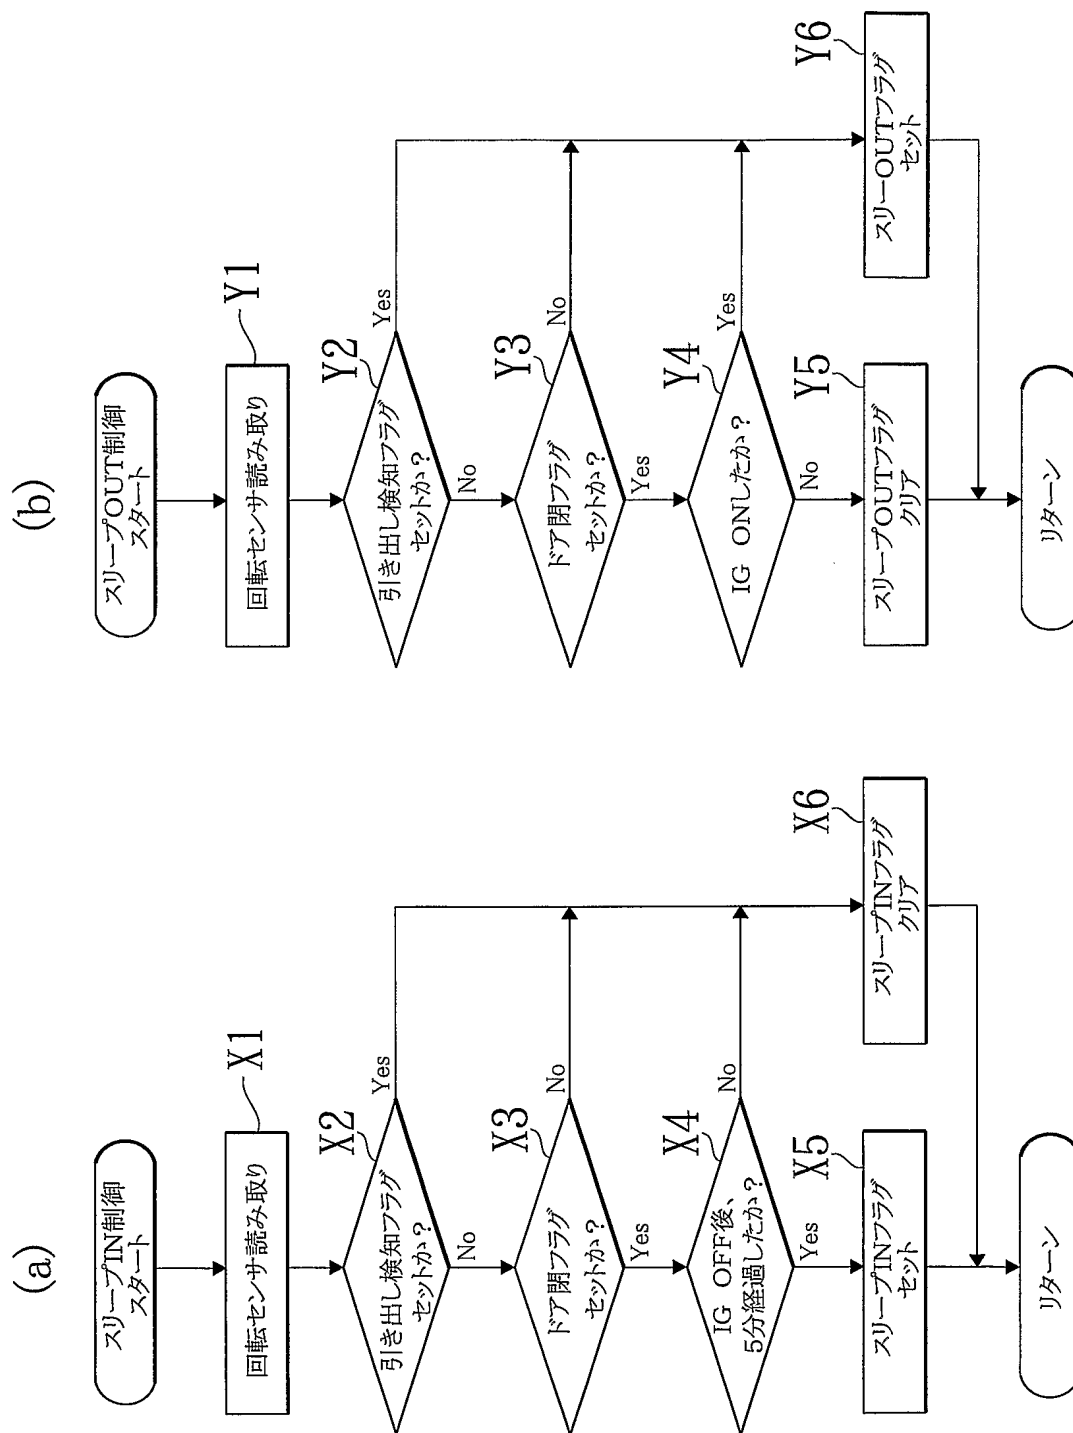 (a)
スリープIN制御
スタート
X1
回転センサ読み取り
X2
引き出し検知フラグ
セットか？
Yes
No
X3
ドア閉フラグ
セットか？
No
Yes
X4
IG OFF後、
5分経過したか？
No
Yes
X5
スリープINフラグ
セット
X6
スリープINフラグ
クリア
リターン
(b)
スリープOUT制御
スタート
Y1
回転センサ読み取り
Y2
引き出し検知フラグ
セットか？
Yes
No
Y3
ドア閉フラグ
セットか？
No
Yes
Y4
IG ONしたか？
Yes
No
Y5
スリープOUTフラグ
クリア
Y6
スリーOUTフラグ
セット
リターン